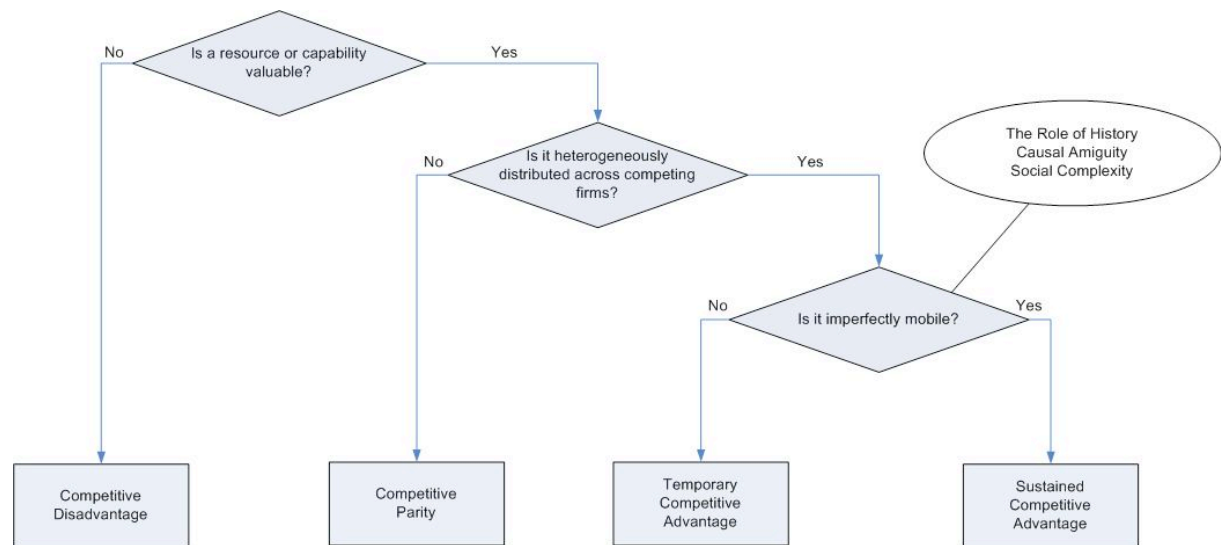 No
Is a resource or capability
valuable?
Yes
No
Is it heterogeneously
distributed across competing
firms?
Yes
The Role of History
Causal Amiguity
Social Complexity
No
Is it imperfectly mobile?
Yes
Competitive
Disadvantage
Competitive
Parity
Temporary
Competitive
Advantage
Sustained
Competitive
Advantage